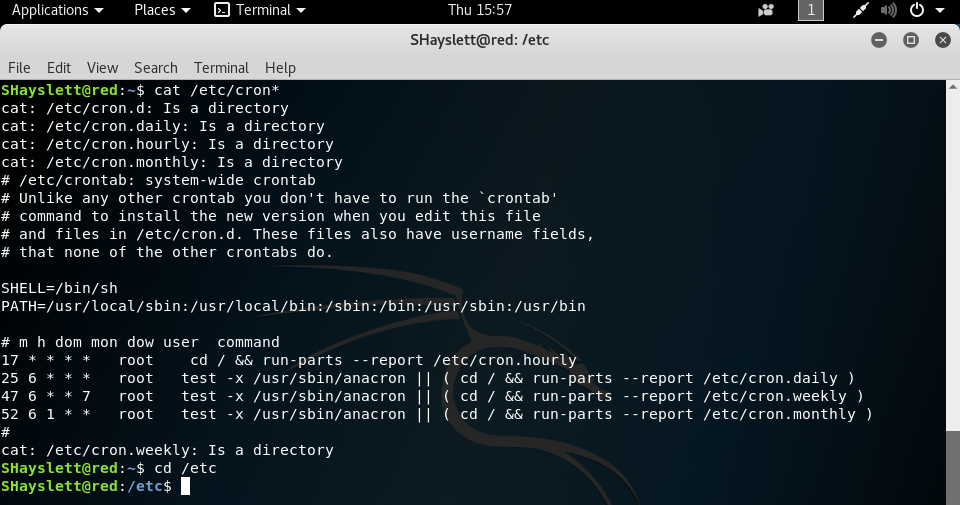 Applications Places Terminal Thu 15:57 1
SHayslett@red: /etc
File Edit View Search Terminal Help
SHayslett@red:~$ cat /etc/cron*
cat: /etc/cron.d: Is a directory
cat: /etc/cron.daily: Is a directory
cat: /etc/cron.hourly: Is a directory
cat: /etc/cron.monthly: Is a directory
# /etc/crontab: system-wide crontab
# Unlike any other crontab you don't have to run the `crontab'
# command to install the new version when you edit this file
# and files in /etc/cron.d. These files also have username fields,
# that none of the other crontabs do.
SHELL=/bin/sh
PATH=/usr/local/sbin:/usr/local/bin:/sbin:/bin:/usr/sbin:/usr/bin
# m h dom mon dow user  command
17 * * * *   root    cd / && run-parts --report /etc/cron.hourly
25 6 * * *   root   test -x /usr/sbin/anacron || ( cd / && run-parts --report /etc/cron.daily )
47 6 * * 7   root   test -x /usr/sbin/anacron || ( cd / && run-parts --report /etc/cron.weekly )
52 6 1 * *   root   test -x /usr/sbin/anacron || ( cd / && run-parts --report /etc/cron.monthly )
#
cat: /etc/cron.weekly: Is a directory
SHayslett@red:~$ cd /etc
SHayslett@red:/etc$